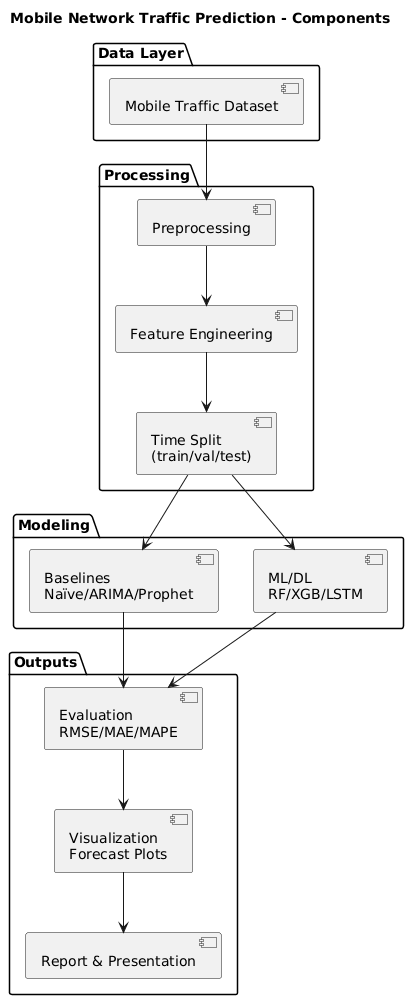 Mobile Network Traffic Prediction - Components
Data Layer
Mobile Traffic Dataset
Processing
Preprocessing
Feature Engineering
Time Split
(train/val/test)
Modeling
Baselines
Naïve/ARIMA/Prophet
ML/DL
RF/XGB/LSTM
Outputs
Evaluation
RMSE/MAE/MAPE
Visualization
Forecast Plots
Report & Presentation